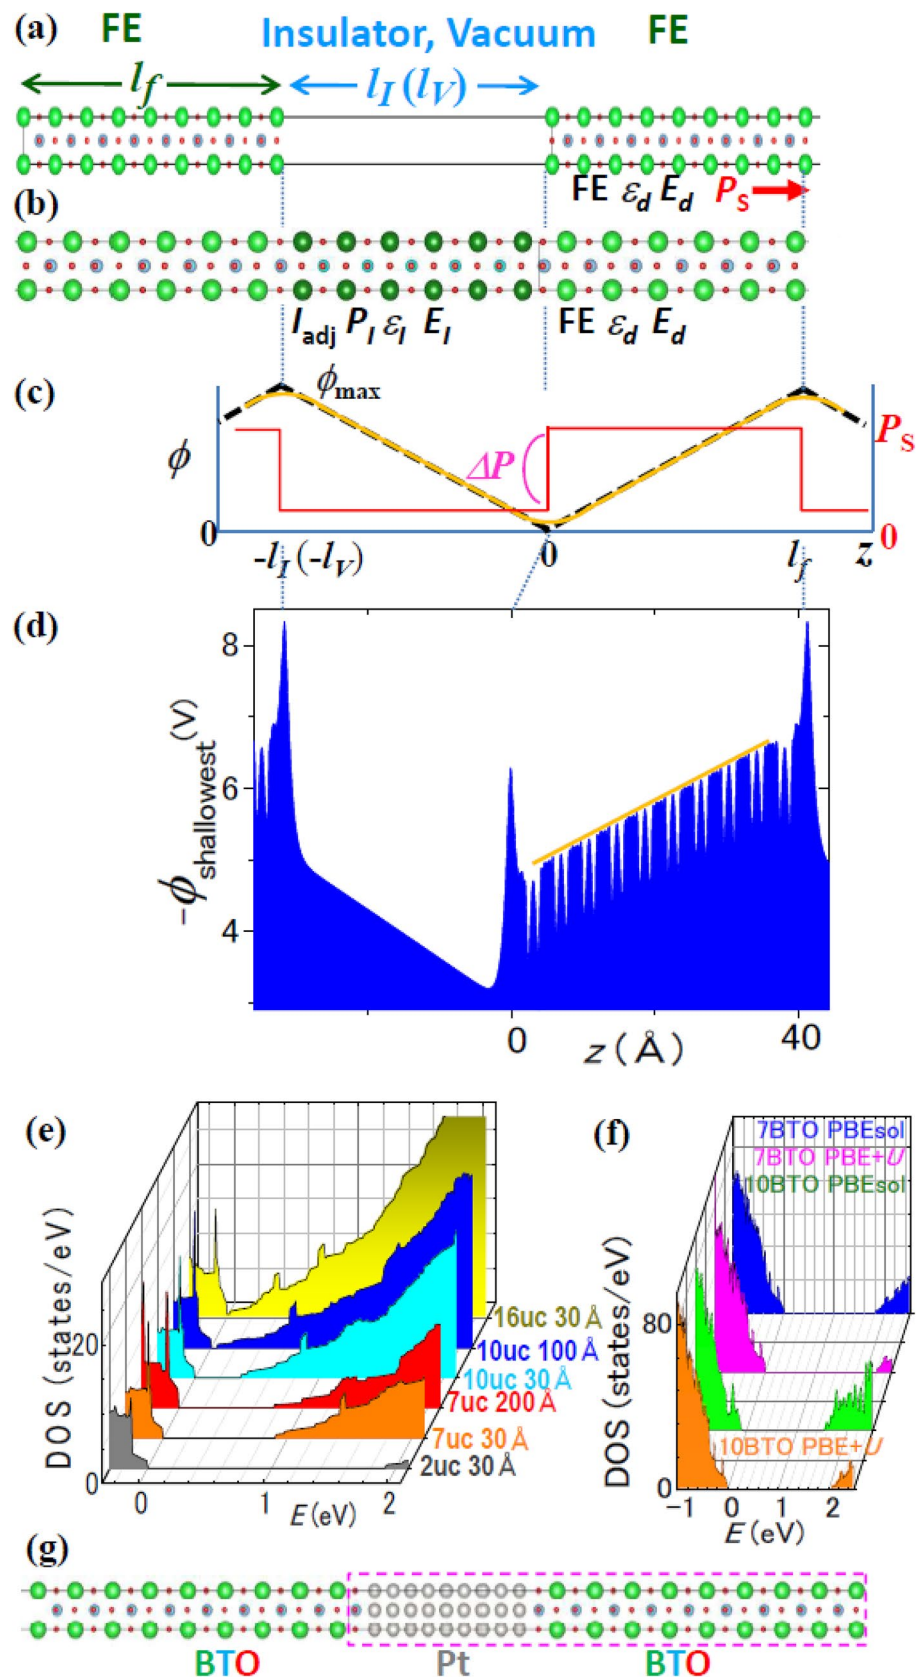 (a) FE Insulator, Vacuum FE
l_f l_I (l_V)
FE ε_d E_d P_S
(b)
I_adj P_I ε_I E_I FE ε_d E_d
(c)
ϕ_max
P_S
ϕ ΔP
0 -l_I (-l_V) 0 l_f z 0
(d)
8
6
4
-ϕ_shallowest (V)
0 40
z (Å)
(e)
DOS (states/eV)
20
0
0 1 2
E (eV)
16uc 30 Å
10uc 100 Å
10uc 30 Å
7uc 200 Å
7uc 30 Å
2uc 30 Å
(f)
7BTO PBEsol
7BTO PBE+U
10BTO PBEsol
10BTO PBE+U
DOS (states/eV)
80
0
−1 0 1 2
E (eV)
(g)
BTO Pt BTO